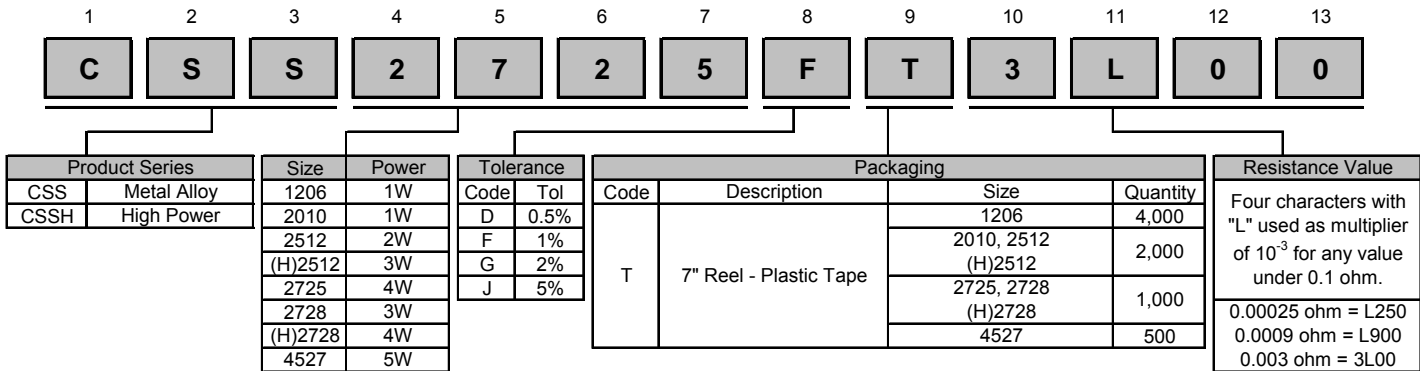 1 2 3 4 5 6 7 8 9 10 11 12 13
C S S 2 7 2 5 F T 3 L 0 0
Product Series
CSS Metal Alloy
CSSH High Power
Size Power
1206 1W
2010 1W
2512 2W
(H)2512 3W
2725 4W
2728 3W
(H)2728 4W
4527 5W
Tolerance
Code Tol
D 0.5%
F 1%
G 2%
J 5%
Packaging
Code Description Size Quantity
T 7" Reel - Plastic Tape
1206 4,000
2010, 2512
(H)2512
2,000
2725, 2728
(H)2728
1,000
4527 500
Resistance Value
Four characters with
"L" used as multiplier
of 10⁻³ for any value
under 0.1 ohm.
0.00025 ohm = L250
0.0009 ohm = L900
0.003 ohm = 3L00